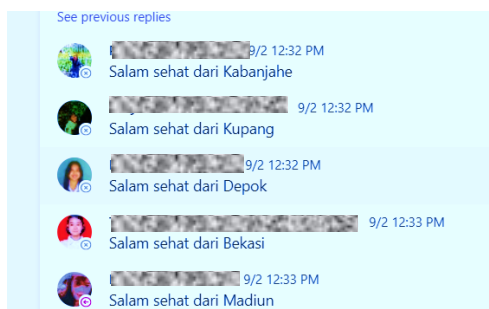 See previous replies
9/2 12:32 PM
Salam sehat dari Kabanjahe
9/2 12:32 PM
Salam sehat dari Kupang
9/2 12:32 PM
Salam sehat dari Depok
9/2 12:33 PM
Salam sehat dari Bekasi
9/2 12:33 PM
Salam sehat dari Madiun